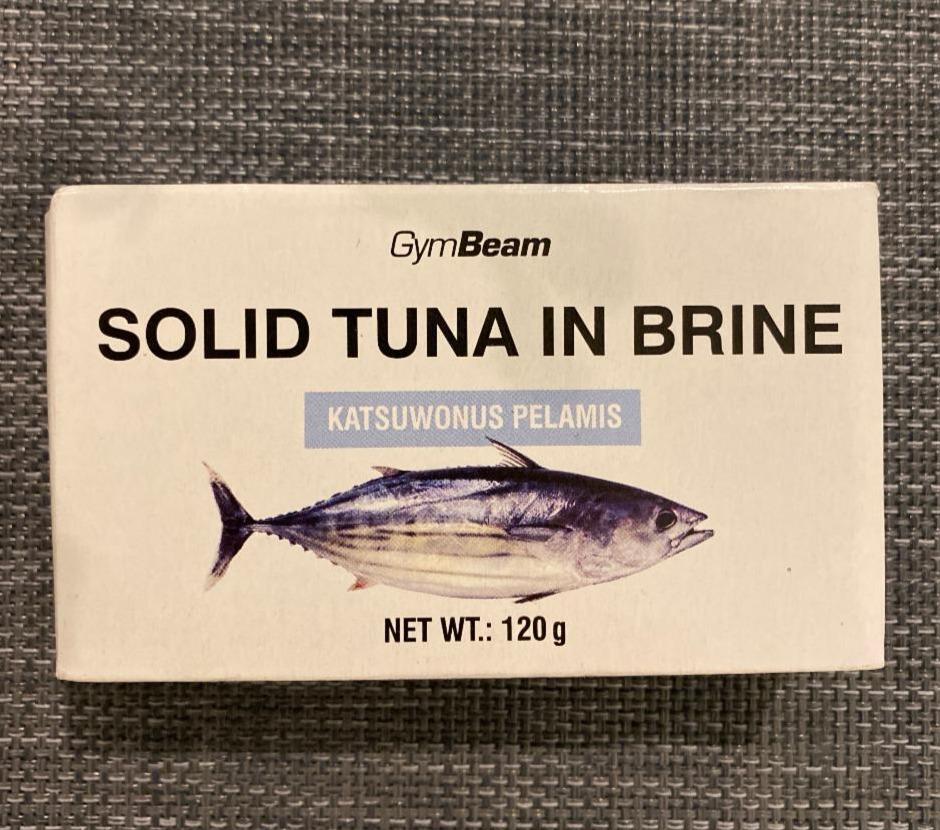 GymBeam
SOLID TUNA IN BRINE
KATSUWONUS PELAMIS
NET WT.: 120 g